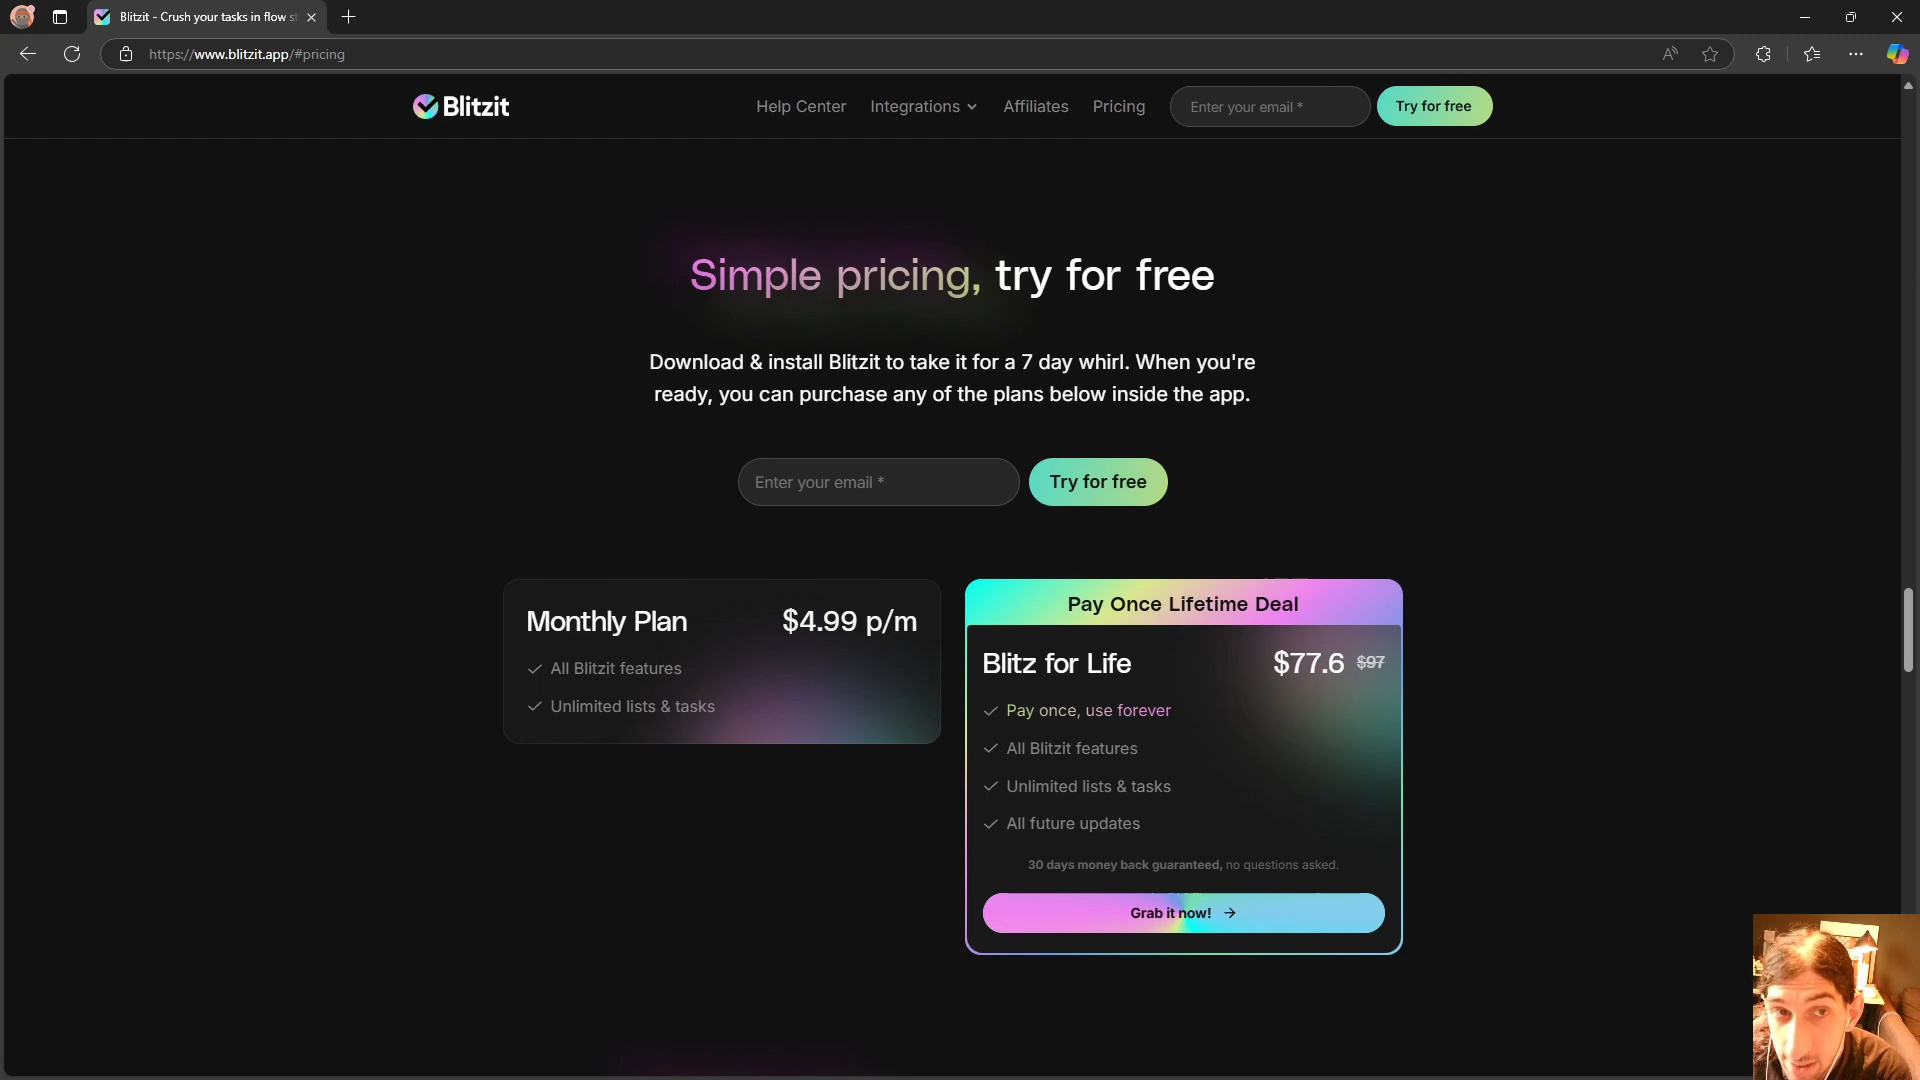 Blitzit - Crush your tasks in flow st
https://www.blitzit.app/#pricing
Blitzit
Help Center
Integrations
Affiliates
Pricing
Enter your email *
Try for free
Simple pricing, try for free
Download & install Blitzit to take it for a 7 day whirl. When you're
ready, you can purchase any of the plans below inside the app.
Enter your email *
Try for free
Monthly Plan
$4.99 p/m
All Blitzit features
Unlimited lists & tasks
Pay Once Lifetime Deal
Blitz for Life
$77.6 $97
Pay once, use forever
All Blitzit features
Unlimited lists & tasks
All future updates
30 days money back guaranteed, no questions asked.
Grab it now!